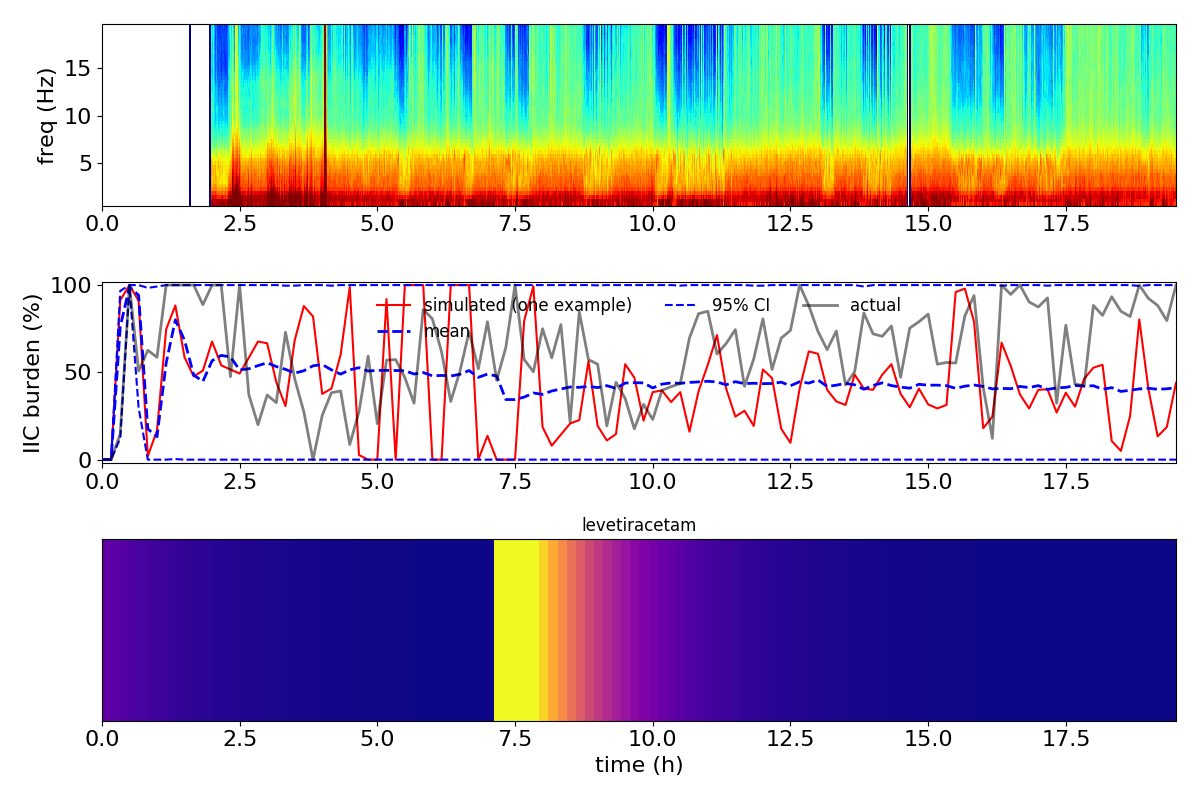 freq (Hz)
15
10
5
0.0 2.5 5.0 7.5 10.0 12.5 15.0 17.5
IIC burden (%)
100
50
0
simulated (one example) 95% CI actual
mean
0.0 2.5 5.0 7.5 10.0 12.5 15.0 17.5
levetiracetam
0.0 2.5 5.0 7.5 10.0 12.5 15.0 17.5
time (h)